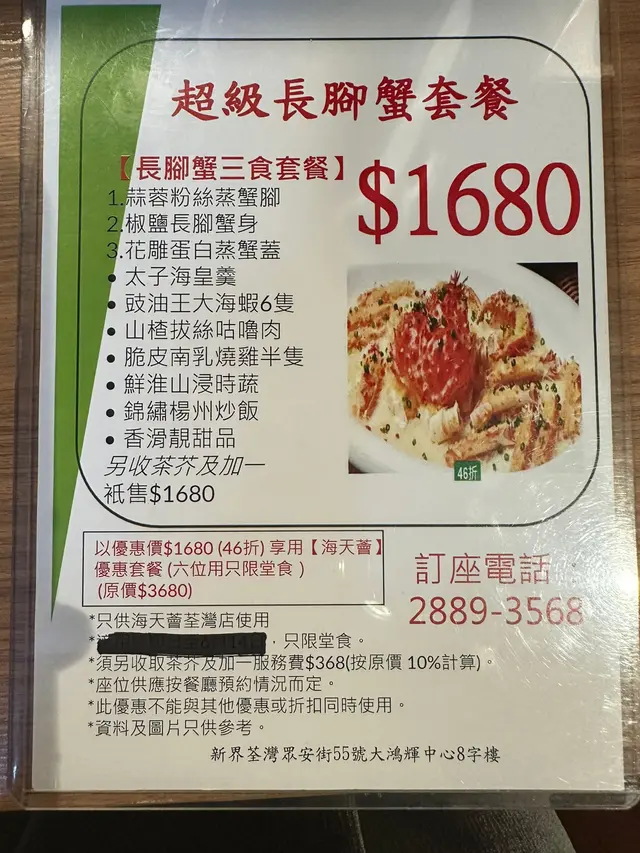 超級長腳蟹套餐
【長腳蟹三食套餐】
$1680
1.蒜蓉粉絲蒸蟹腳
2.椒鹽長腳蟹身
3.花雕蛋白蒸蟹蓋
• 太子海皇羹
• 豉油王大海蝦6隻
• 山楂拔絲咕嚕肉
• 脆皮南乳燒雞半隻
• 鮮淮山浸時蔬
• 錦繡楊州炒飯
• 香滑靚甜品
另收茶芥及加一
祇售$1680
46折
以優惠價$1680 (46折) 享用【海天薈】
優惠套餐 (六位用只限堂食 )
(原價$3680)
訂座電話：
2889-3568
*只供海天薈荃灣店使用
*，只限堂食。
*須另收取茶芥及加一服務費$368(按原價 10%計算)。
*座位供應按餐廳預約情況而定。
*此優惠不能與其他優惠或折扣同時使用。
*資料及圖片只供參考。
新界荃灣眾安街55號大鴻輝中心8字樓